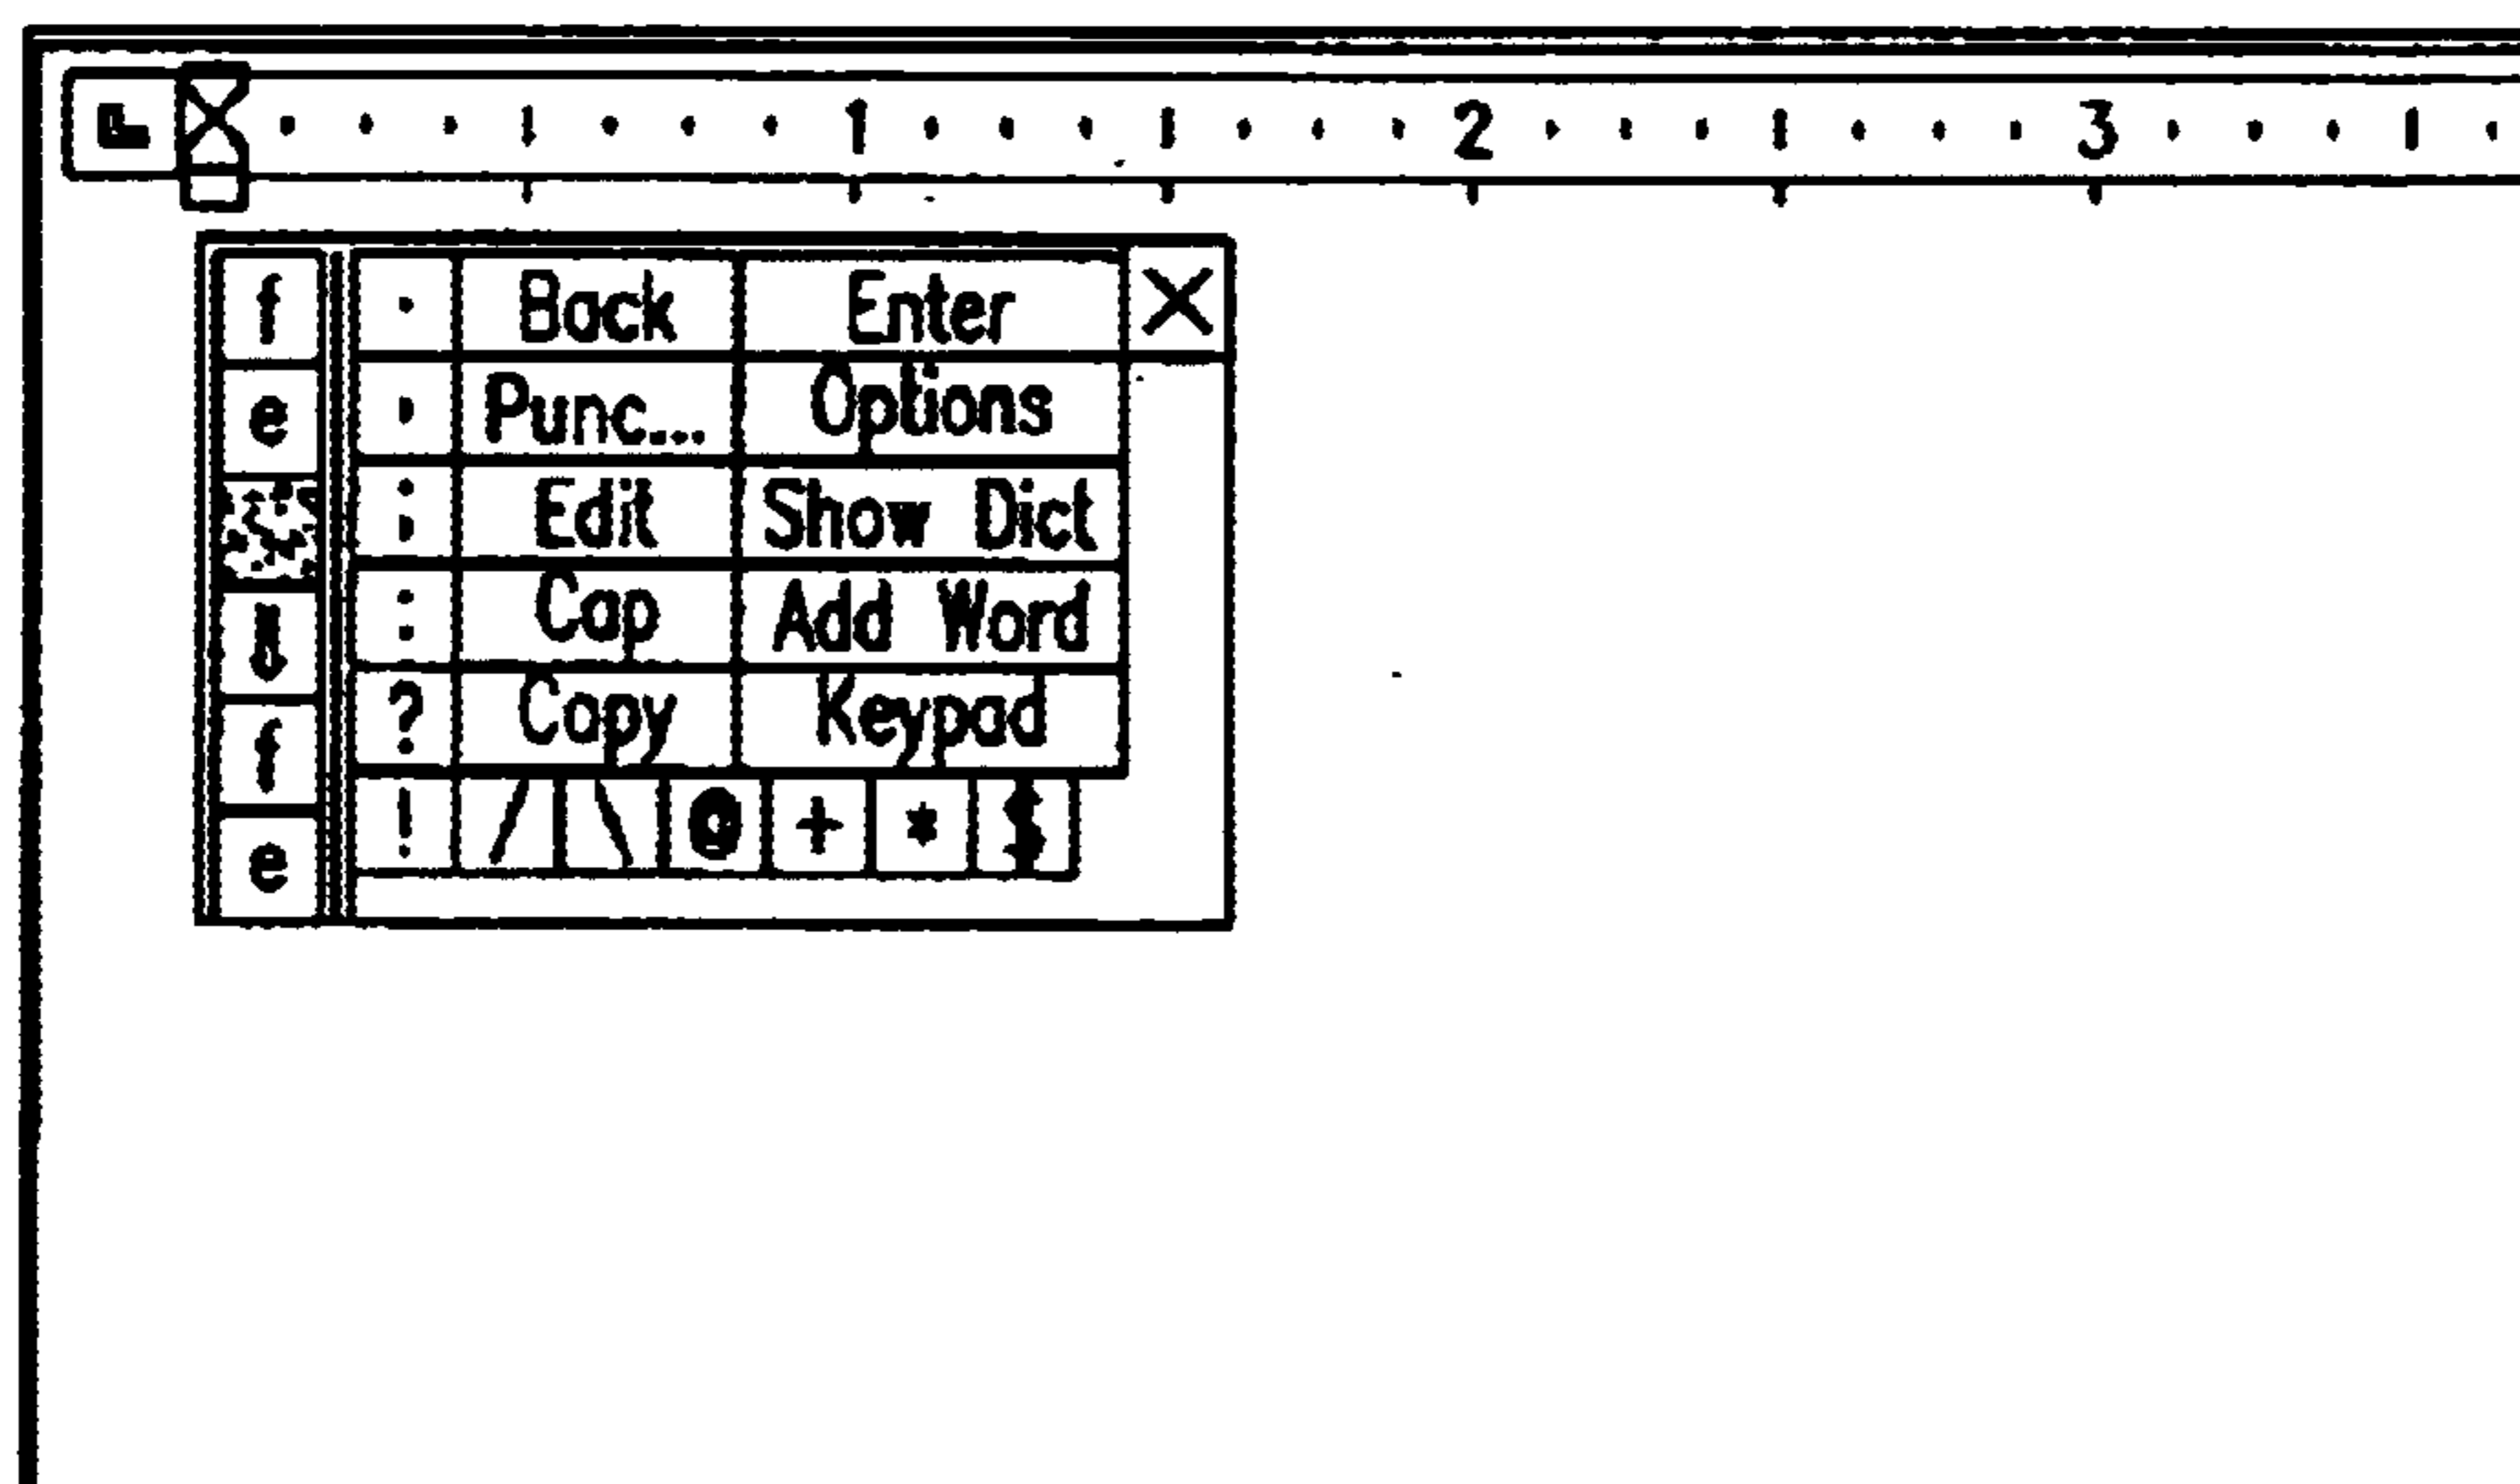 1 2 3
f . Back Enter X
e , Punc... Options
; Edit Show Dict
: Cap Add Word
f ? Copy Keypad
e ! / \ @ + * $